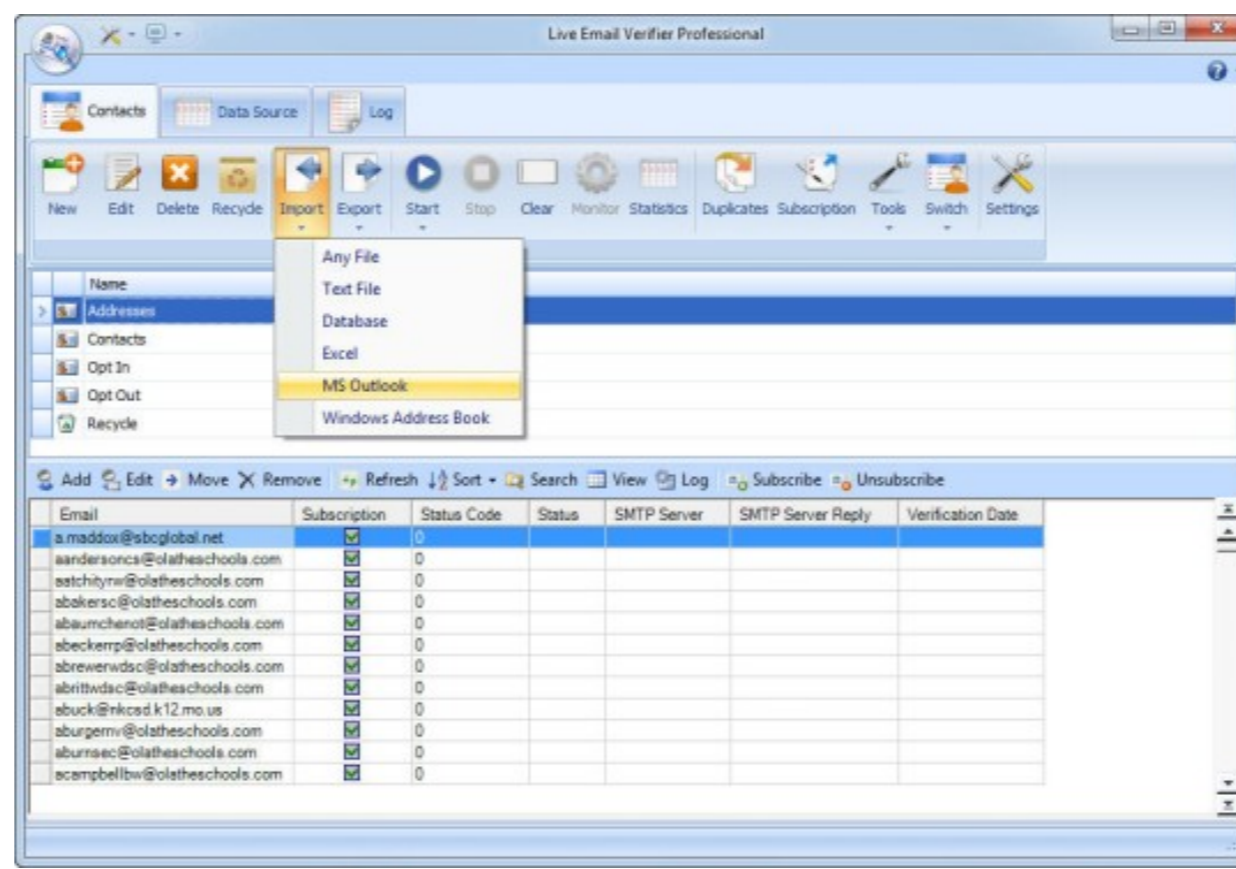 Live Email Verifier Professional
Contacts Data Source Log
New Edit Delete Recycle Import Export Start Stop Clear Monitor Statistics Duplicates Subscription Tools Switch Settings
Any File
Text File
Database
Excel
MS Outlook
Windows Address Book
Name
Addresses
Contacts
Opt In
Opt Out
Recycle
Add Edit Move Remove Refresh Sort Search View Log Subscribe Unsubscribe
Email Subscription Status Code Status SMTP Server SMTP Server Reply Verification Date
a.maddox@sbcglobal.net 0
aandersoncs@olatheschools.com 0
aatchityrw@olatheschools.com 0
abakersc@olatheschools.com 0
abaumchenot@olatheschools.com 0
abeckerrp@olatheschools.com 0
abrewerwdsc@olatheschools.com 0
abrittwdsc@olatheschools.com 0
abuck@nkcsd.k12.mo.us 0
aburgernv@olatheschools.com 0
aburnsec@olatheschools.com 0
acampbellbw@olatheschools.com 0